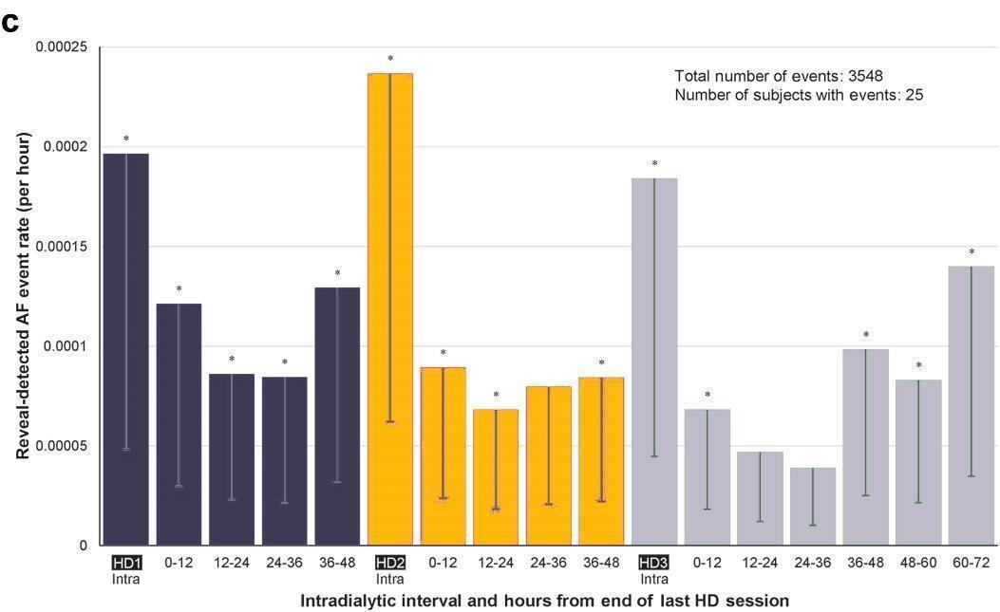 c
Reveal-detected AF event rate (per hour)
0.00025
0.0002
0.00015
0.0001
0.00005
0
Total number of events: 3548
Number of subjects with events: 25
* * * * * * * * * * * * * * *
HD1 0-12 12-24 24-36 36-48 HD2 0-12 12-24 24-36 36-48 HD3 0-12 12-24 24-36 36-48 48-60 60-72
Intra Intra Intra
Intradialytic interval and hours from end of last HD session